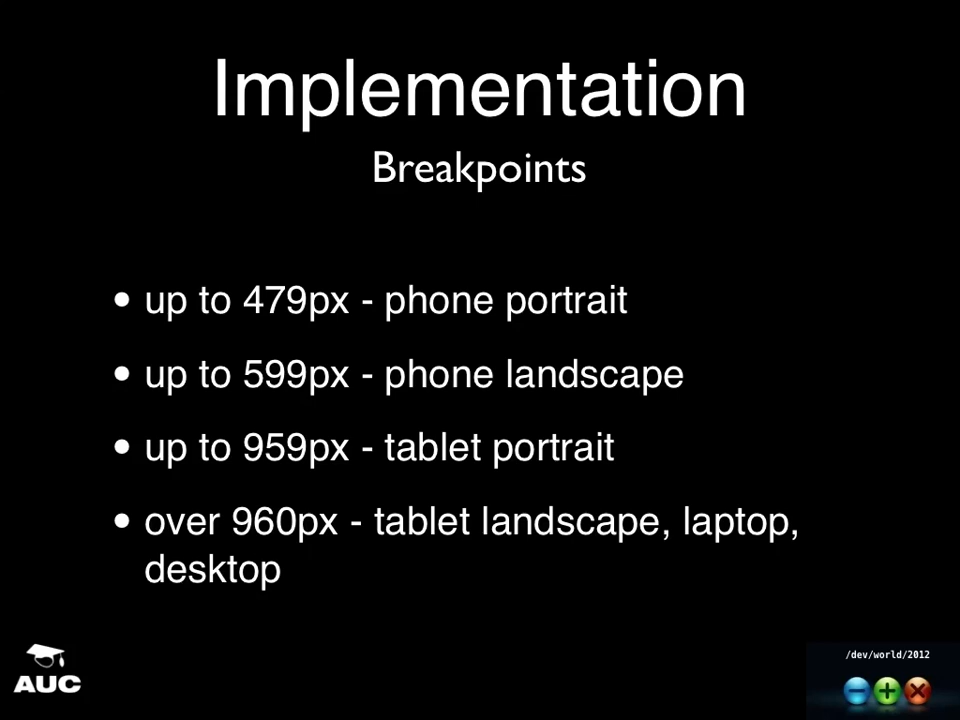 Implementation
Breakpoints
• up to 479px - phone portrait
• up to 599px - phone landscape
• up to 959px - tablet portrait
• over 960px - tablet landscape, laptop,
desktop
AUC
/dev/world/2012